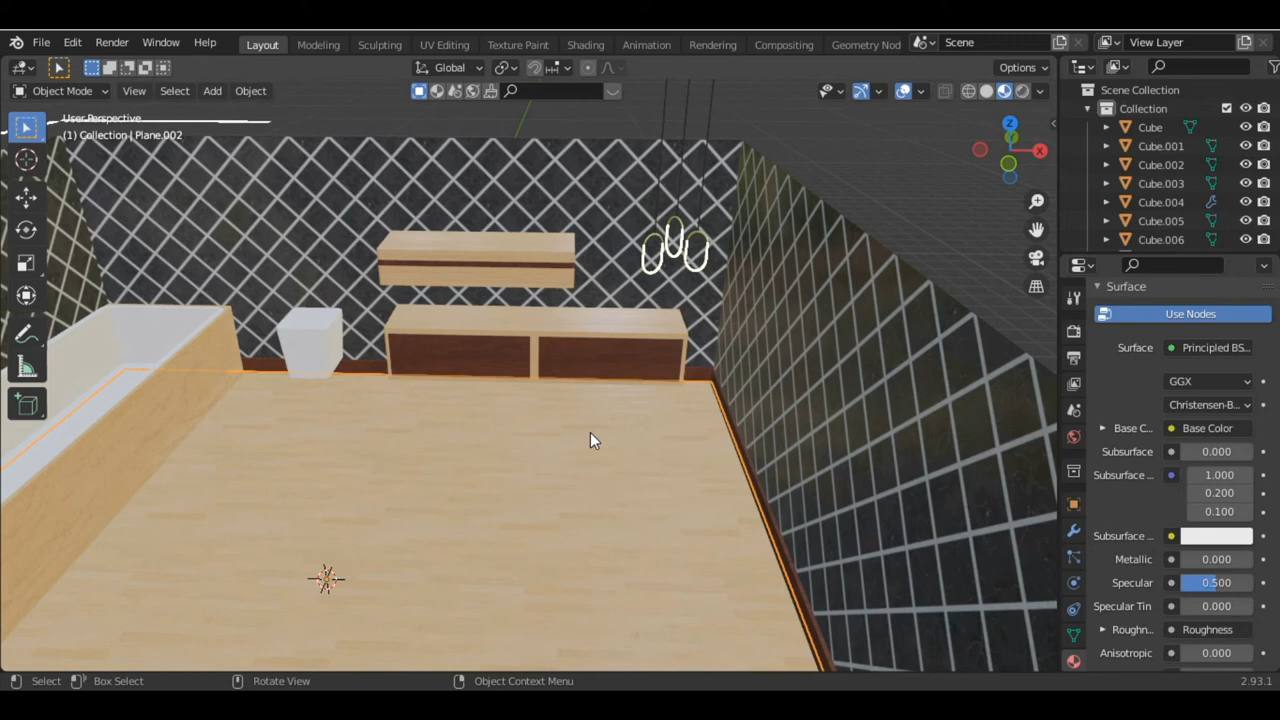 File Edit Render Window Help
Layout Modeling Sculpting UV Editing Texture Paint Shading Animation Rendering Compositing Geometry Nod
Scene
View Layer
Global
Options
Object Mode View Select Add Object
User Perspective
(1) Collection | Plane.002
Z
Y
X
Scene Collection
Collection
Cube
Cube.001
Cube.002
Cube.003
Cube.004
Cube.005
Cube.006
Surface
Use Nodes
Surface Principled BS...
GGX
Christensen-B...
Base C... Base Color
Subsurface 0.000
Subsurface ... 1.000
0.200
0.100
Subsurface ...
Metallic 0.000
Specular 0.500
Specular Tin 0.000
Roughn... Roughness
Anisotropic 0.000
Select Box Select Rotate View Object Context Menu 2.93.1